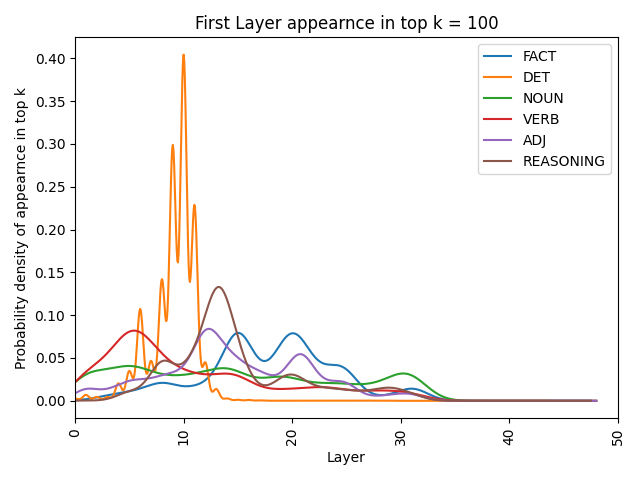 First Layer appearnce in top k = 100
Probability density of appearnce in top k
0.40
0.35
0.30
0.25
0.20
0.15
0.10
0.05
0.00
FACT
DET
NOUN
VERB
ADJ
REASONING
0 10 20 30 40 50
Layer